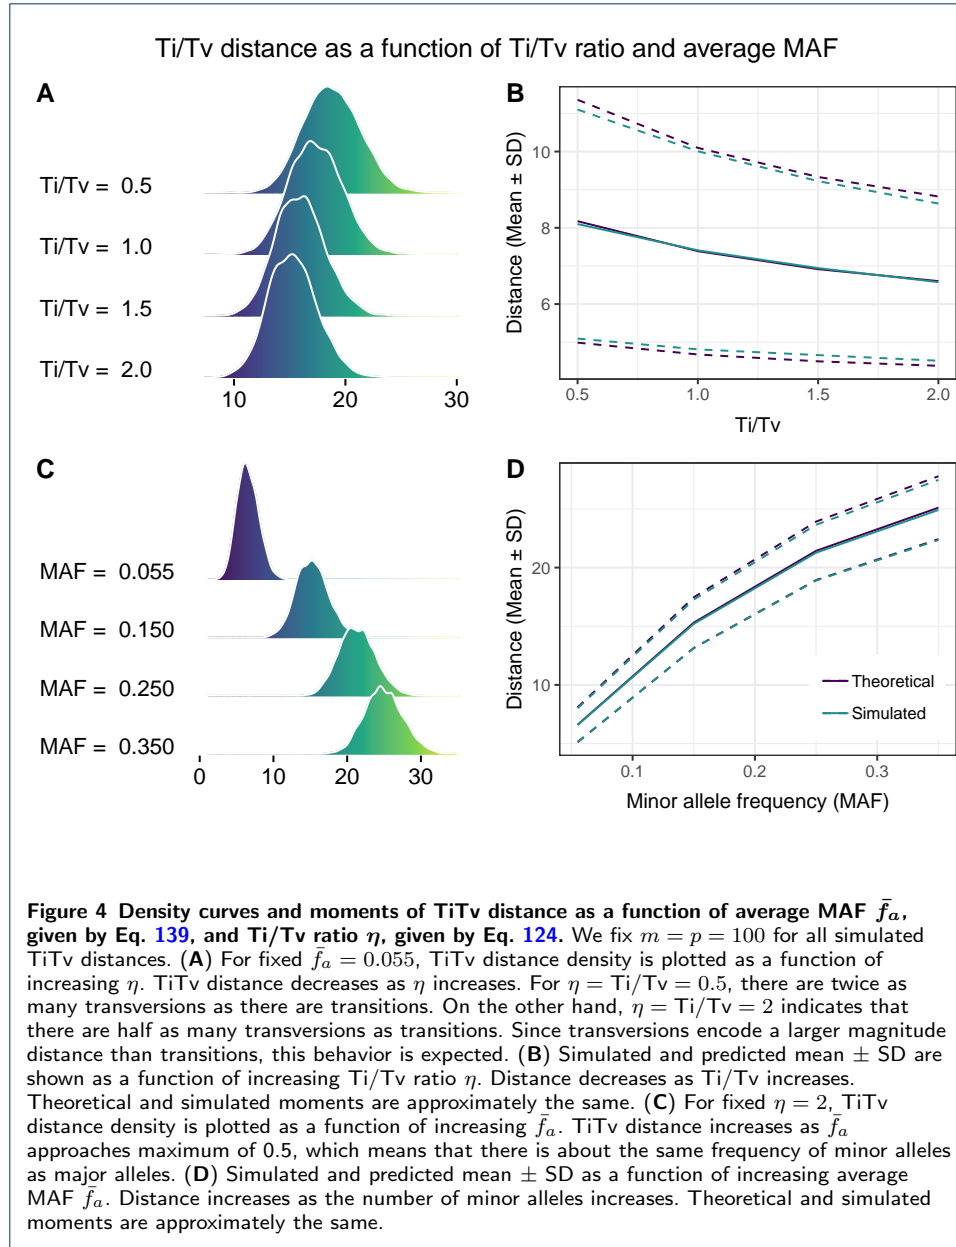 Ti/Tv distance as a function of Ti/Tv ratio and average MAF
A
Ti/Tv = 0.5
Ti/Tv = 1.0
Ti/Tv = 1.5
Ti/Tv = 2.0
10 20 30
B
Distance (Mean ± SD)
10
8
6
0.5 1.0 1.5 2.0
Ti/Tv
C
MAF = 0.055
MAF = 0.150
MAF = 0.250
MAF = 0.350
0 10 20 30
D
Distance (Mean ± SD)
20
10
Theoretical
Simulated
0.1 0.2 0.3
Minor allele frequency (MAF)
Figure 4 Density curves and moments of TiTv distance as a function of average MAF f̄ₐ,
given by Eq. 139, and Ti/Tv ratio η, given by Eq. 124. We fix m = p = 100 for all simulated
TiTv distances. (A) For fixed f̄ₐ = 0.055, TiTv distance density is plotted as a function of
increasing η. TiTv distance decreases as η increases. For η = Ti/Tv = 0.5, there are twice as
many transversions as there are transitions. On the other hand, η = Ti/Tv = 2 indicates that
there are half as many transversions as transitions. Since transversions encode a larger magnitude
distance than transitions, this behavior is expected. (B) Simulated and predicted mean ± SD are
shown as a function of increasing Ti/Tv ratio η. Distance decreases as Ti/Tv increases.
Theoretical and simulated moments are approximately the same. (C) For fixed η = 2, TiTv
distance density is plotted as a function of increasing f̄ₐ. TiTv distance increases as f̄ₐ
approaches maximum of 0.5, which means that there is about the same frequency of minor alleles
as major alleles. (D) Simulated and predicted mean ± SD as a function of increasing average
MAF f̄ₐ. Distance increases as the number of minor alleles increases. Theoretical and simulated
moments are approximately the same.